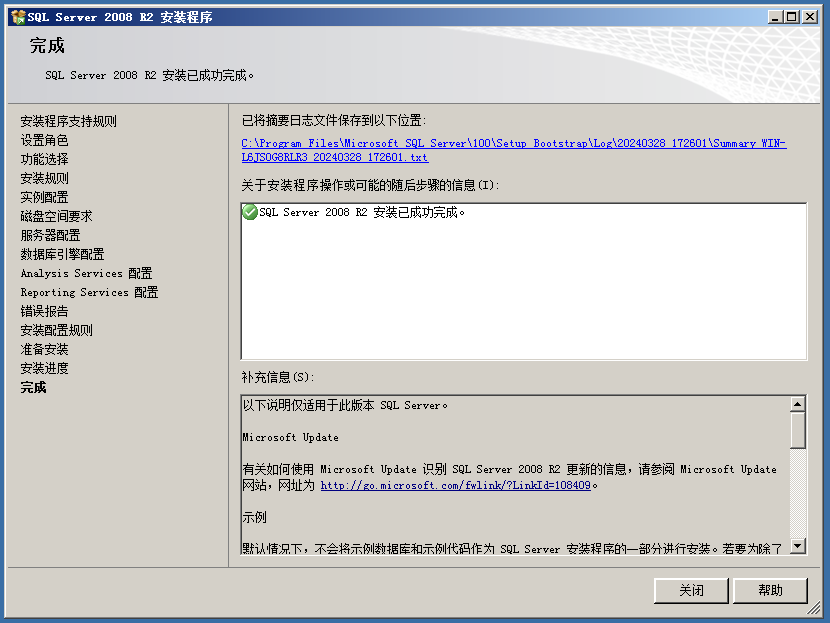 SQL Server 2008 R2 安装程序
完成
SQL Server 2008 R2 安装已成功完成。
安装程序支持规则
设置角色
功能选择
安装规则
实例配置
磁盘空间要求
服务器配置
数据库引擎配置
Analysis Services 配置
Reporting Services 配置
错误报告
安装配置规则
准备安装
安装进度
完成
已将摘要日志文件保存到以下位置:
C:\Program Files\Microsoft SQL Server\100\Setup Bootstrap\Log\20240328_172601\Summary_WIN-
L6JS0G8RLR3_20240328_172601.txt
关于安装程序操作或可能的随后步骤的信息(I):
SQL Server 2008 R2 安装已成功完成。
补充信息(S):
以下说明仅适用于此版本 SQL Server。
Microsoft Update
有关如何使用 Microsoft Update 识别 SQL Server 2008 R2 更新的信息，请参阅 Microsoft Update
网站，网址为 http://go.microsoft.com/fwlink/?LinkId=108409。
示例
默认情况下，不会将示例数据库和示例代码作为 SQL Server 安装程序的一部分进行安装。若要为除了
关闭
帮助